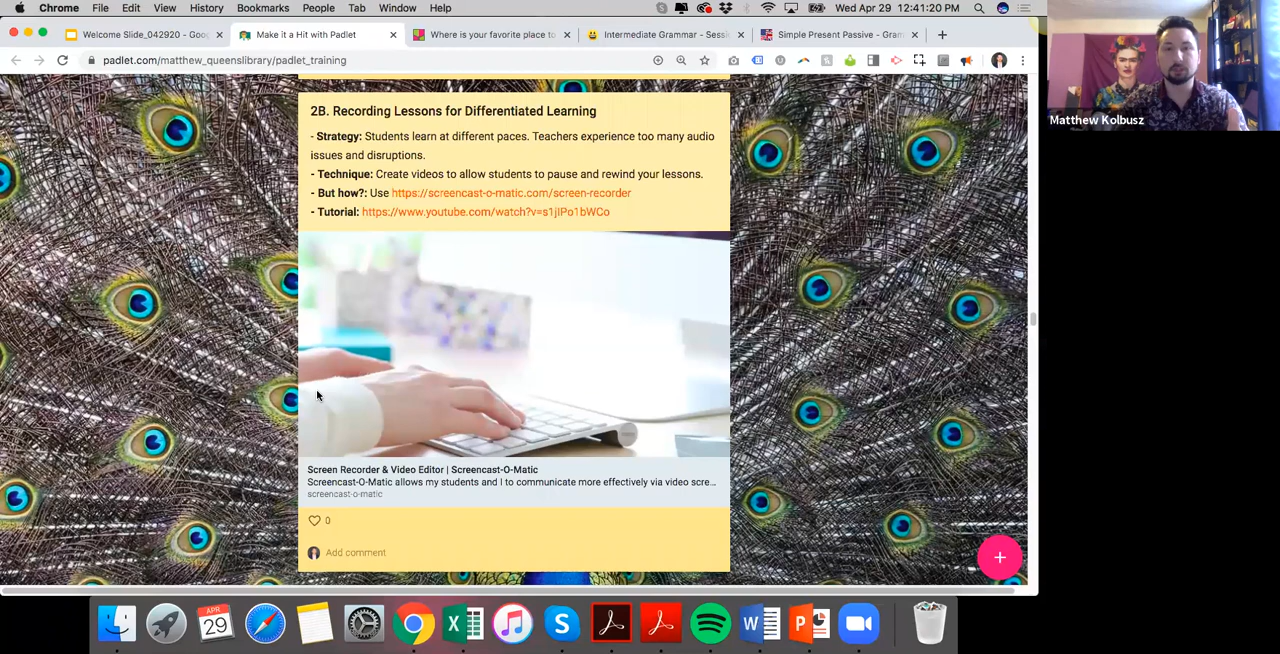 Chrome File Edit View History Bookmarks People Tab Window Help
Wed Apr 29 12:41:20 PM
Welcome Slide_042920 - Goo
Make it a Hit with Padlet
Where is your favorite place to
Intermediate Grammar - Sessi
Simple Present Passive - Gram
padlet.com/matthew_queenslibrary/padlet_training
Matthew Kolbusz
2B. Recording Lessons for Differentiated Learning
- Strategy: Students learn at different paces. Teachers experience too many audio
issues and disruptions.
- Technique: Create videos to allow students to pause and rewind your lessons.
- But how?: Use https://screencast-o-matic.com/screen-recorder
- Tutorial: https://www.youtube.com/watch?v=s1jIPo1bWCo
Screen Recorder & Video Editor | Screencast-O-Matic
Screencast-O-Matic allows my students and I to communicate more effectively via video scre...
screencast-o-matic
0
Add comment
APR
29